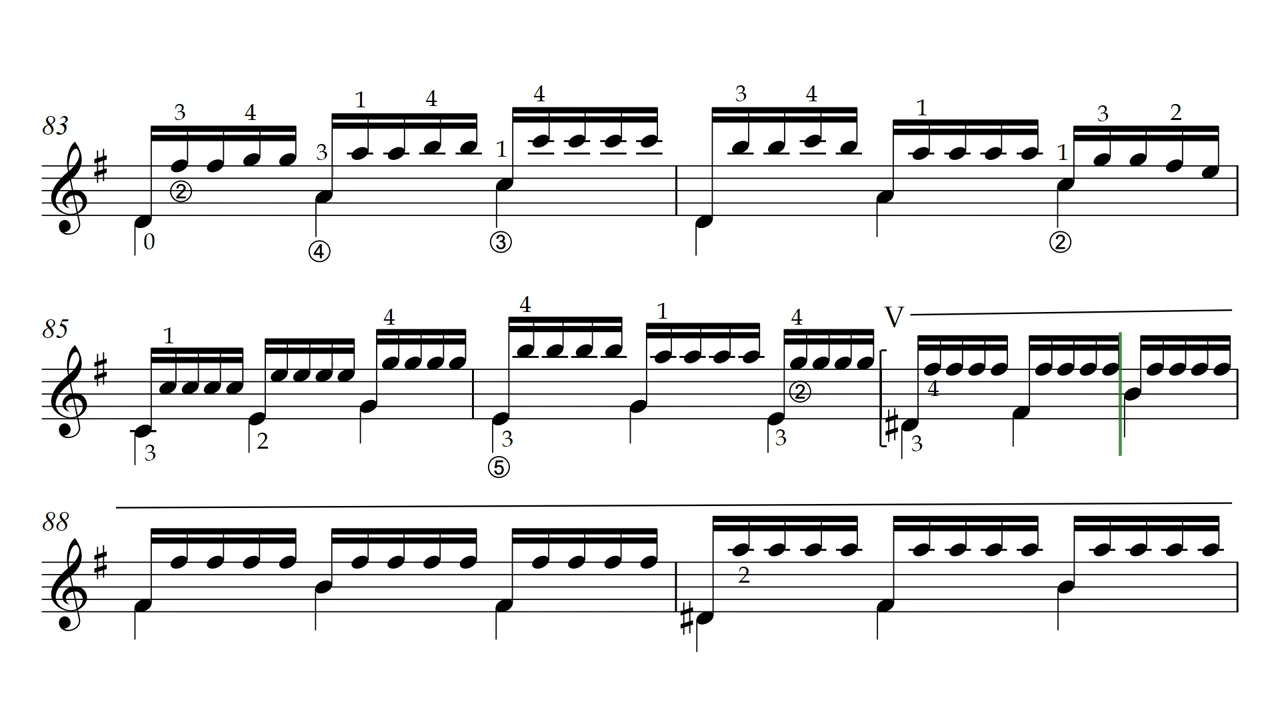 3 4 1 4 4 3 4 1 3 2
83 3 1 1
② 0 ④ ③ ②
85 1 4 4 1 4 V
② 4
3 2 3 3 3
⑤
88
2